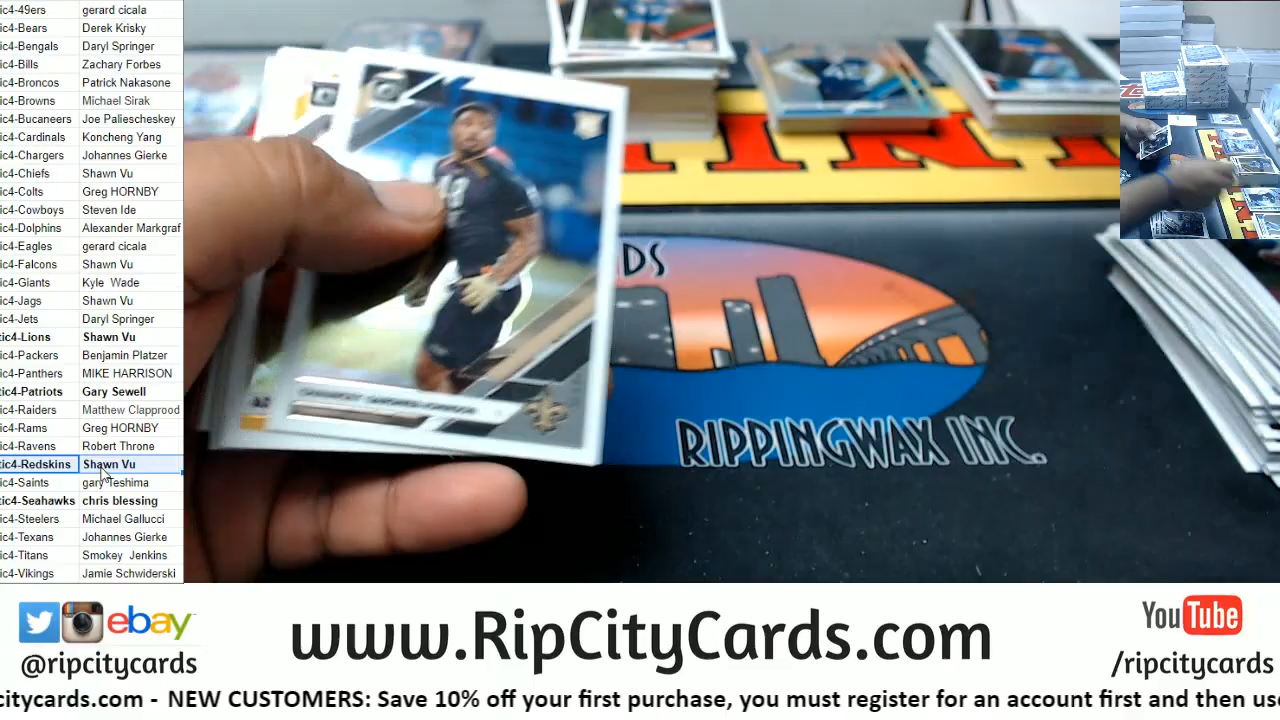 ic4-49ers gerard cicala
ic4-Bears Derek Krisky
ic4-Bengals Daryl Springer
ic4-Bills Zachary Forbes
ic4-Broncos Patrick Nakasone
ic4-Browns Michael Sirak
ic4-Bucaneers Joe Paliescheskey
ic4-Cardinals Koncheng Yang
ic4-Chargers Johannes Gierke
ic4-Chiefs Shawn Vu
ic4-Colts Greg HORNBY
ic4-Cowboys Steven Ide
ic4-Dolphins Alexander Markgraf
ic4-Eagles gerard cicala
ic4-Falcons Shawn Vu
ic4-Giants Kyle Wade
ic4-Jags Shawn Vu
ic4-Jets Daryl Springer
tic4-Lions Shawn Vu
ic4-Packers Benjamin Platzer
ic4-Panthers MIKE HARRISON
tic4-Patriots Gary Sewell
ic4-Raiders Matthew Clapprood
ic4-Rams Greg HORNBY
ic4-Ravens Robert Throne
tic4-Redskins Shawn Vu
ic4-Saints gary Teshima
tic4-Seahawks chris blessing
ic4-Steelers Michael Gallucci
ic4-Texans Johannes Gierke
ic4-Titans Smokey Jenkins
ic4-Vikings Jamie Schwiderski
DS
RIPPINGWAX INC.
ebay
@ripcitycards
www.RipCityCards.com
YouTube
/ripcitycards
citycards.com - NEW CUSTOMERS: Save 10% off your first purchase, you must register for an account first and then use